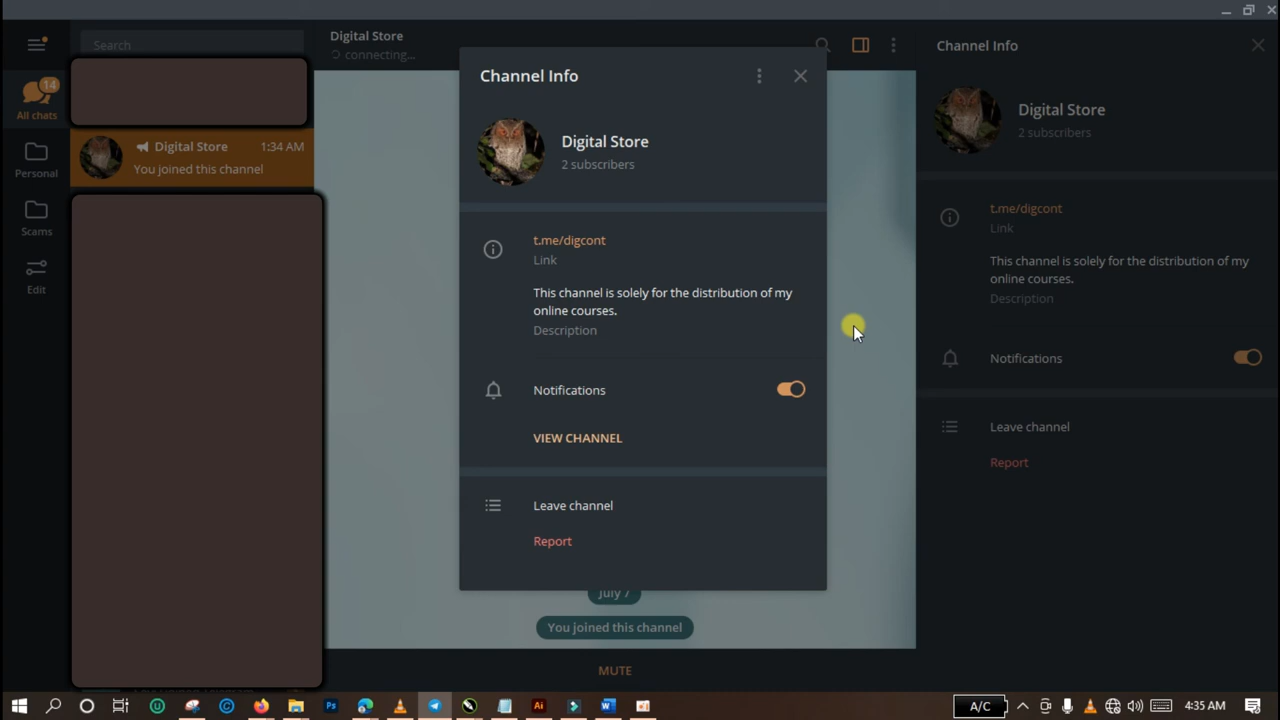 Search
14
All chats
Personal
Scams
Edit
Digital Store
1:34 AM
You joined this channel
Digital Store
connecting...
Channel Info
Digital Store
2 subscribers
t.me/digcont
Link
This channel is solely for the distribution of my
online courses.
Description
Notifications
VIEW CHANNEL
Leave channel
Report
July 7
You joined this channel
MUTE
Channel Info
Digital Store
2 subscribers
t.me/digcont
Link
This channel is solely for the distribution of my
online courses.
Description
Notifications
Leave channel
Report
Ps
Ai
W
A/C
4:35 AM